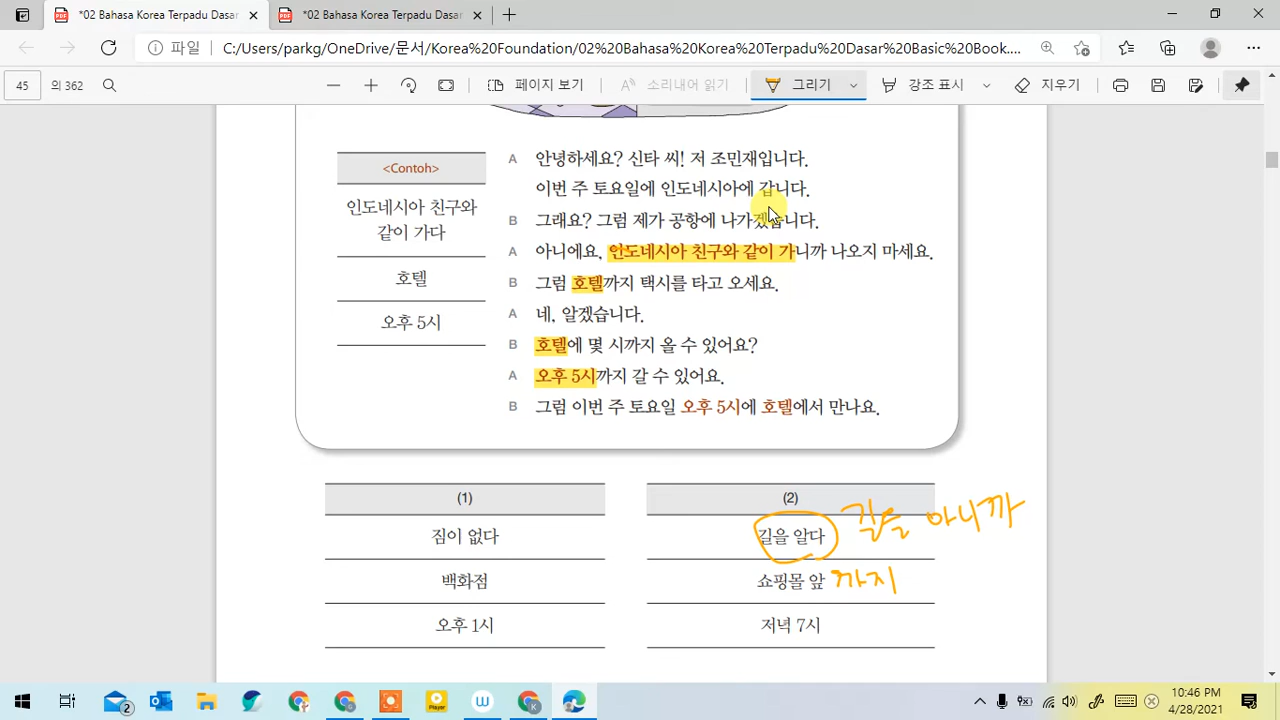 *02 Bahasa Korea Terpadu Dasar
*02 Bahasa Korea Terpadu Dasar
파일
C:/Users/parkg/OneDrive/문서/Korea%20Foundation/02%20Bahasa%20Korea%20Terpadu%20Dasar%20Basic%20Book....
45 의 362
페이지 보기
소리내어 읽기
그리기
강조 표시
지우기
<Contoh>
인도네시아 친구와
같이 가다
호텔
오후 5시
A 안녕하세요? 신타 씨! 저 조민재입니다.
이번 주 토요일에 인도네시아에 갑니다.
B 그래요? 그럼 제가 공항에 나가겠습니다.
A 아니에요, 인도네시아 친구와 같이 가니까 나오지 마세요.
B 그럼 호텔까지 택시를 타고 오세요.
A 네, 알겠습니다.
B 호텔에 몇 시까지 올 수 있어요?
A 오후 5시까지 갈 수 있어요.
B 그럼 이번 주 토요일 오후 5시에 호텔에서 만나요.
(1)
짐이 없다
백화점
오후 1시
(2)
길을 알다 길을 아니까
쇼핑몰 앞 까지
저녁 7시
2
Player
10:46 PM
4/28/2021